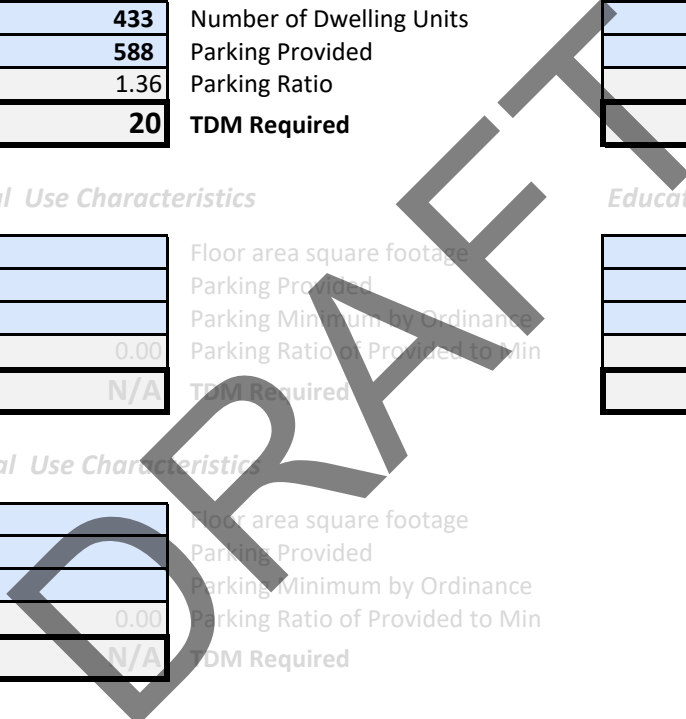 433 Number of Dwelling Units
588 Parking Provided
1.36 Parking Ratio
20 TDM Required
al Use Characteristics Educat
Floor area square footage
Parking Provided
Parking Minimum by Ordinance
0.00 Parking Ratio of Provided to Min
N/A TDM Required
al Use Characteristics
Floor area square footage
Parking Provided
Parking Minimum by Ordinance
0.00 Parking Ratio of Provided to Min
N/A TDM Required
DRAFT